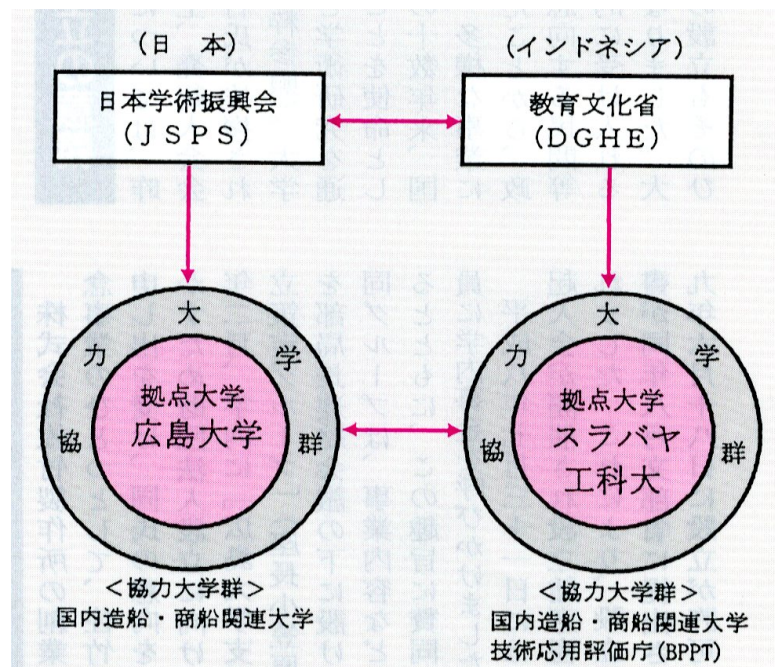 (日 本)
日本学術振興会
(JSPS)
(インドネシア)
教育文化省
(DGHE)
協力大学群
拠点大学
広島大学
協力大学群
拠点大学
スラバヤ
工科大
<協力大学群>
国内造船・商船関連大学
<協力大学群>
国内造船・商船関連大学
技術応用評価庁(BPPT)